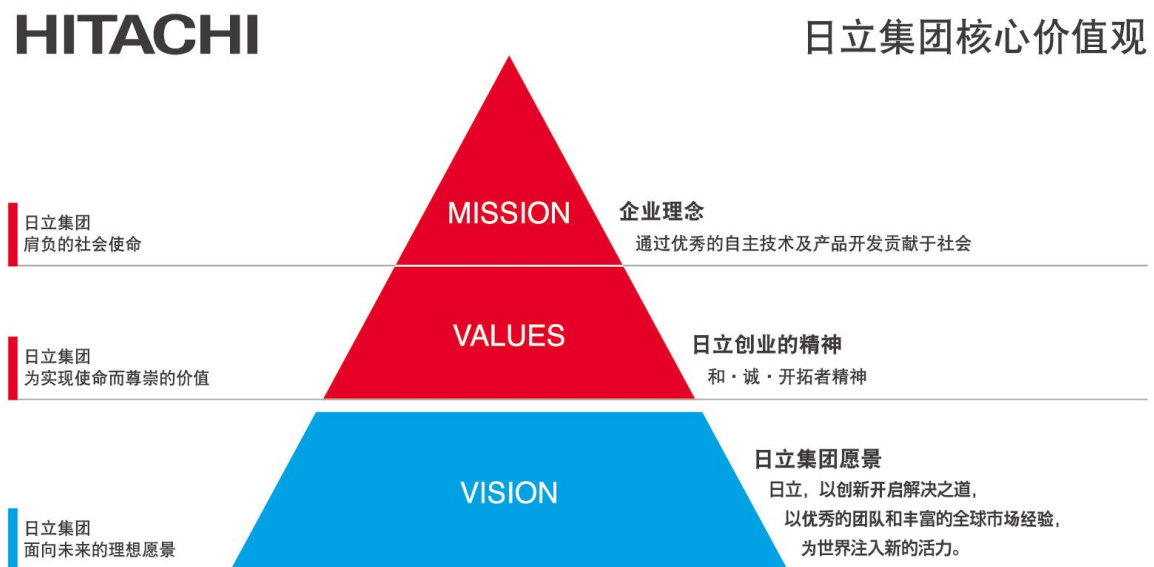 HITACHI
日立集团核心价值观
日立集团
肩负的社会使命
MISSION
企业理念
通过优秀的自主技术及产品开发贡献于社会
日立集团
为实现使命而尊崇的价值
VALUES
日立创业的精神
和·诚·开拓者精神
日立集团
面向未来的理想愿景
VISION
日立集团愿景
日立，以创新开启解决之道，
以优秀的团队和丰富的全球市场经验，
为世界注入新的活力。